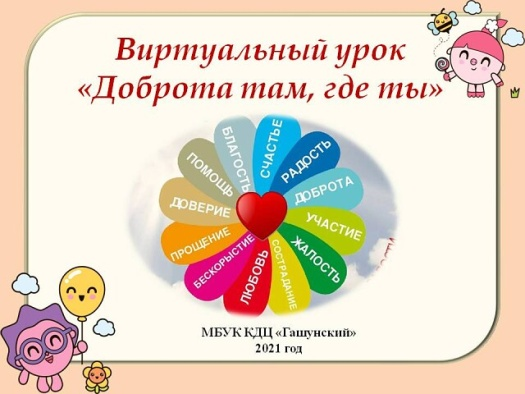 Виртуальный урок
«Доброта там, где ты»
СЧАСТЬЕ
РАДОСТЬ
ДОБРОТА
УЧАСТИЕ
ЖАЛОСТЬ
СОСТРАДАНИЕ
ЛЮБОВЬ
БЕСКОРЫСТИЕ
ПРОЩЕНИЕ
ДОВЕРИЕ
ПОМОЩЬ
БЛАГОСТЬ
МБУК КДЦ «Гашунский»
2021 год